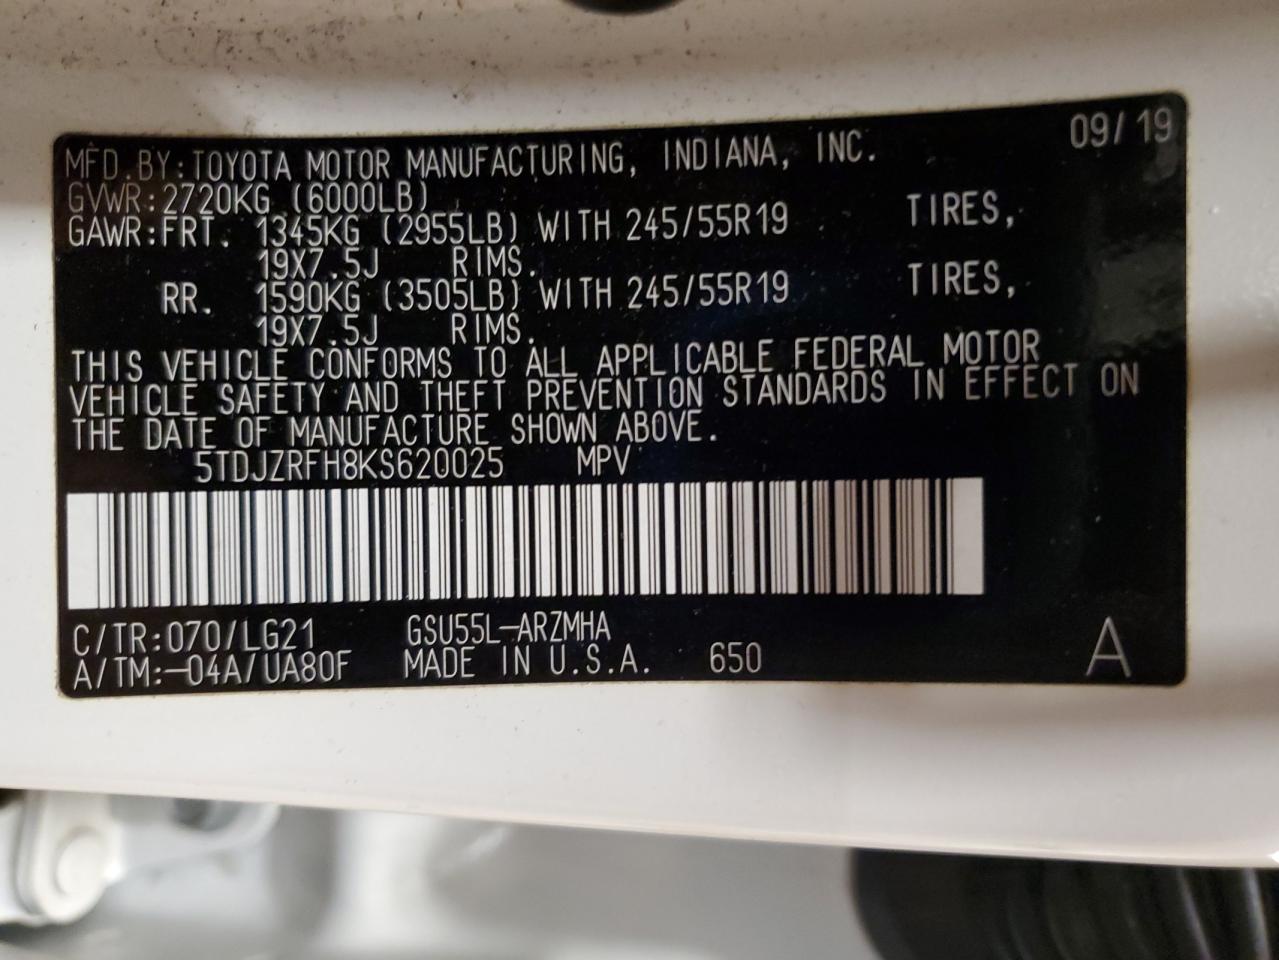 09/19
MFD.BY:TOYOTA MOTOR MANUFACTURING, INDIANA, INC.
GVWR:2720KG (6000LB)
GAWR:FRT. 1345KG (2955LB) WITH 245/55R19 TIRES,
19X7.5J RIMS.
RR. 1590KG (3505LB) WITH 245/55R19 TIRES,
19X7.5J RIMS.
THIS VEHICLE CONFORMS TO ALL APPLICABLE FEDERAL MOTOR
VEHICLE SAFETY AND THEFT PREVENTION STANDARDS IN EFFECT ON
THE DATE OF MANUFACTURE SHOWN ABOVE.
5TDJZRFH8KS620025 MPV
C/TR:070/LG21 GSU55L-ARZMHA
A/TM:-04A/UA80F MADE IN U.S.A. 650 A